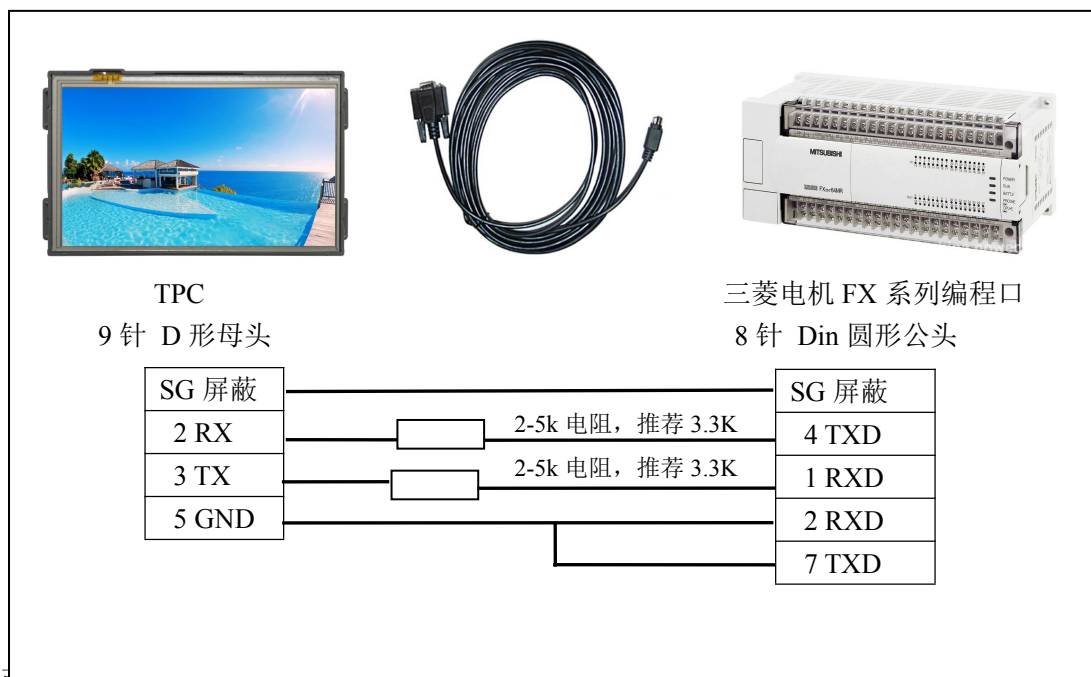 MITSUBISHI
POWER
RUN
TPC
三菱电机 FX 系列编程口
9 针 D 形母头
8 针 Din 圆形公头
SG 屏蔽
SG 屏蔽
2 RX
2-5k 电阻，推荐 3.3K
4 TXD
3 TX
2-5k 电阻，推荐 3.3K
1 RXD
5 GND
2 RXD
7 TXD